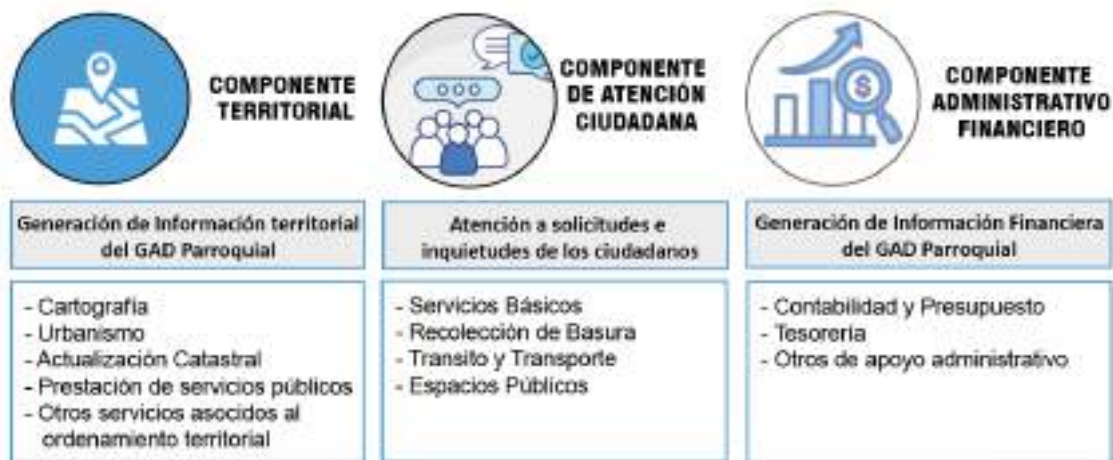 COMPONENTE
TERRITORIAL
Generación de Información territorial
del GAD Parroquial
- Cartografía
- Urbanismo
- Actualización Catastral
- Prestación de servicios públicos
- Otros servicios asocidos al
ordenamiento territorial
COMPONENTE
DE ATENCIÓN
CIUDADANA
Atención a solicitudes e
inquietudes de los ciudadanos
- Servicios Básicos
- Recolección de Basura
- Transito y Transporte
- Espacios Públicos
COMPONENTE
ADMINISTRATIVO
FINANCIERO
Generación de Información Financiera
del GAD Parroquial
- Contabilidad y Presupuesto
- Tesorería
- Otros de apoyo administrativo